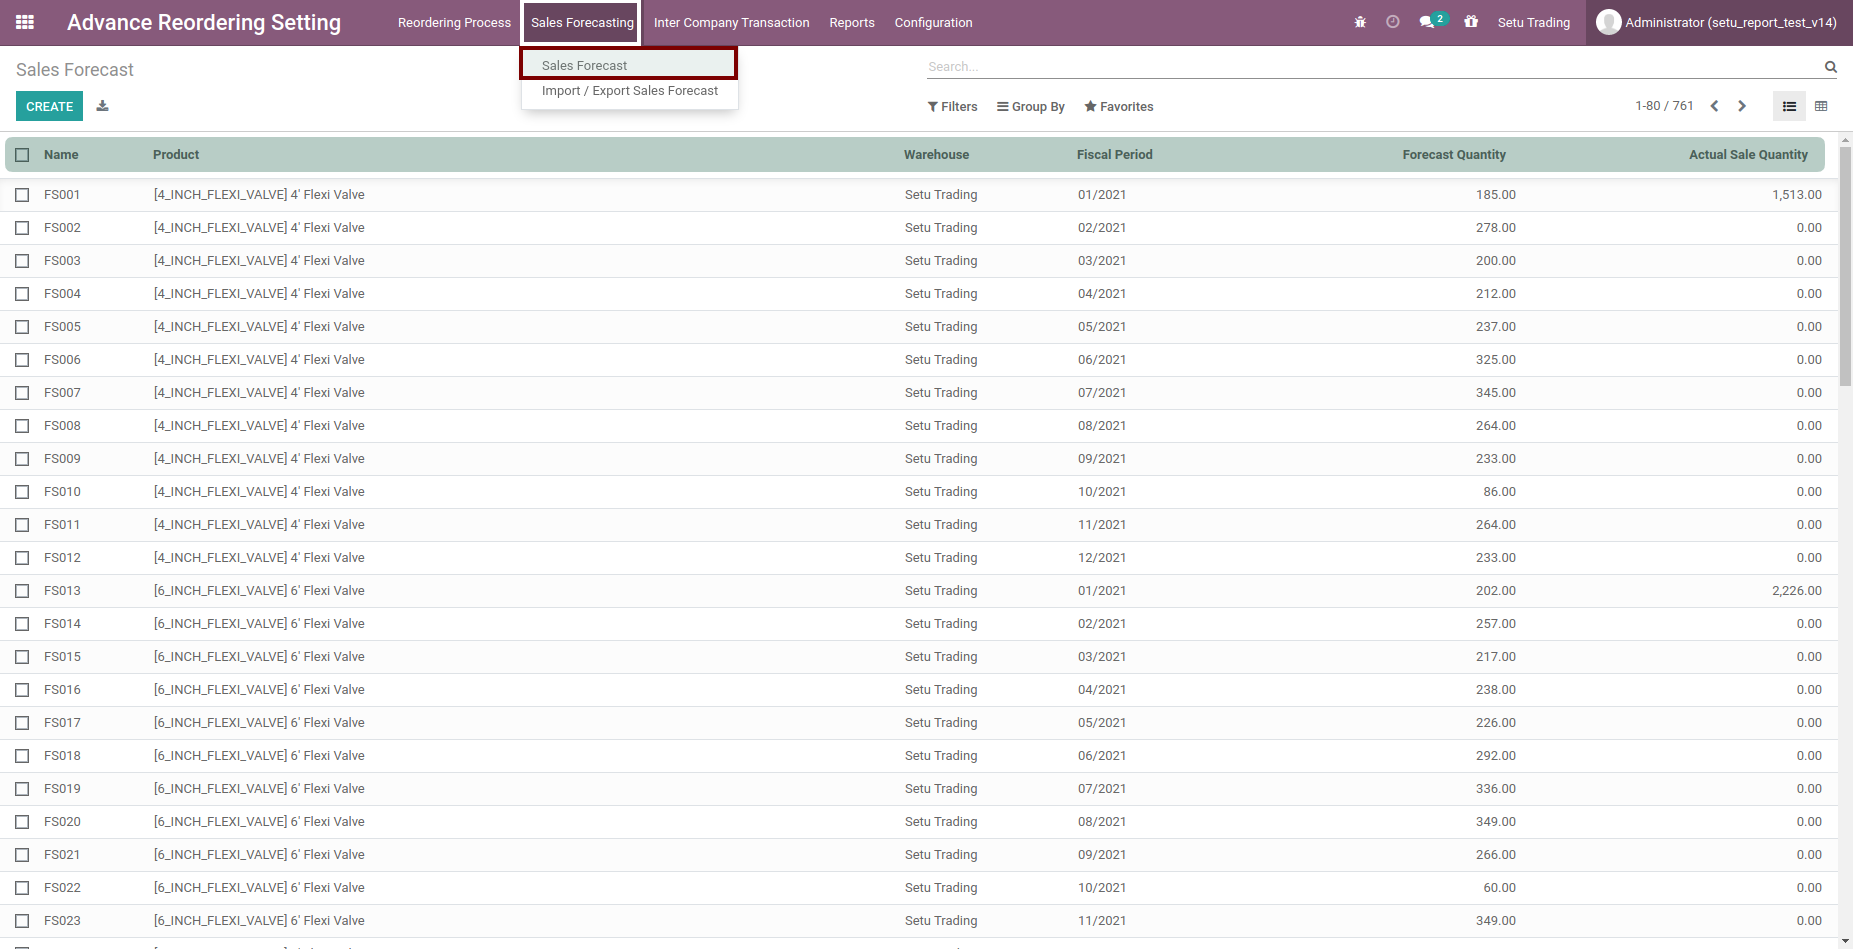 Advance Reordering Setting Reordering Process Sales Forecasting Inter Company Transaction Reports Configuration 2 Setu Trading Administrator (setu_report_test_v14)
Sales Forecast Sales Forecast Search...
Import / Export Sales Forecast
CREATE Filters Group By Favorites 1-80 / 761
Name Product Warehouse Fiscal Period Forecast Quantity Actual Sale Quantity
FS001 [4_INCH_FLEXI_VALVE] 4' Flexi Valve Setu Trading 01/2021 185.00 1,513.00
FS002 [4_INCH_FLEXI_VALVE] 4' Flexi Valve Setu Trading 02/2021 278.00 0.00
FS003 [4_INCH_FLEXI_VALVE] 4' Flexi Valve Setu Trading 03/2021 200.00 0.00
FS004 [4_INCH_FLEXI_VALVE] 4' Flexi Valve Setu Trading 04/2021 212.00 0.00
FS005 [4_INCH_FLEXI_VALVE] 4' Flexi Valve Setu Trading 05/2021 237.00 0.00
FS006 [4_INCH_FLEXI_VALVE] 4' Flexi Valve Setu Trading 06/2021 325.00 0.00
FS007 [4_INCH_FLEXI_VALVE] 4' Flexi Valve Setu Trading 07/2021 345.00 0.00
FS008 [4_INCH_FLEXI_VALVE] 4' Flexi Valve Setu Trading 08/2021 264.00 0.00
FS009 [4_INCH_FLEXI_VALVE] 4' Flexi Valve Setu Trading 09/2021 233.00 0.00
FS010 [4_INCH_FLEXI_VALVE] 4' Flexi Valve Setu Trading 10/2021 86.00 0.00
FS011 [4_INCH_FLEXI_VALVE] 4' Flexi Valve Setu Trading 11/2021 264.00 0.00
FS012 [4_INCH_FLEXI_VALVE] 4' Flexi Valve Setu Trading 12/2021 233.00 0.00
FS013 [6_INCH_FLEXI_VALVE] 6' Flexi Valve Setu Trading 01/2021 202.00 2,226.00
FS014 [6_INCH_FLEXI_VALVE] 6' Flexi Valve Setu Trading 02/2021 257.00 0.00
FS015 [6_INCH_FLEXI_VALVE] 6' Flexi Valve Setu Trading 03/2021 217.00 0.00
FS016 [6_INCH_FLEXI_VALVE] 6' Flexi Valve Setu Trading 04/2021 238.00 0.00
FS017 [6_INCH_FLEXI_VALVE] 6' Flexi Valve Setu Trading 05/2021 226.00 0.00
FS018 [6_INCH_FLEXI_VALVE] 6' Flexi Valve Setu Trading 06/2021 292.00 0.00
FS019 [6_INCH_FLEXI_VALVE] 6' Flexi Valve Setu Trading 07/2021 336.00 0.00
FS020 [6_INCH_FLEXI_VALVE] 6' Flexi Valve Setu Trading 08/2021 349.00 0.00
FS021 [6_INCH_FLEXI_VALVE] 6' Flexi Valve Setu Trading 09/2021 266.00 0.00
FS022 [6_INCH_FLEXI_VALVE] 6' Flexi Valve Setu Trading 10/2021 60.00 0.00
FS023 [6_INCH_FLEXI_VALVE] 6' Flexi Valve Setu Trading 11/2021 349.00 0.00